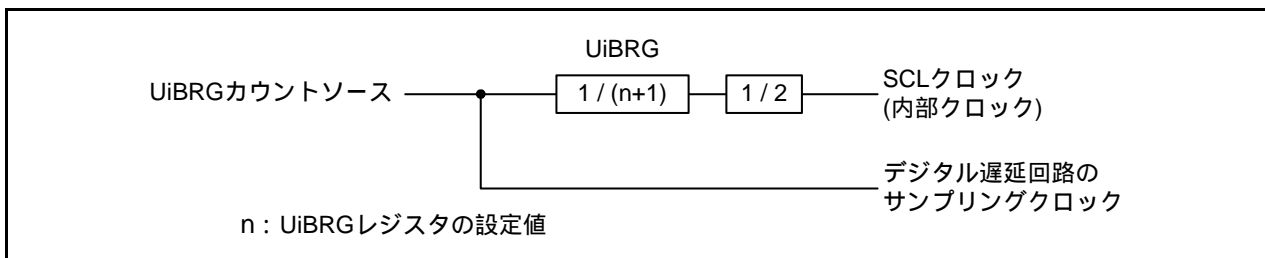 UiBRG
UiBRGカウントソース
1 / (n+1)
1 / 2
SCLクロック
(内部クロック)
デジタル遅延回路の
サンプリングクロック
n：UiBRGレジスタの設定値